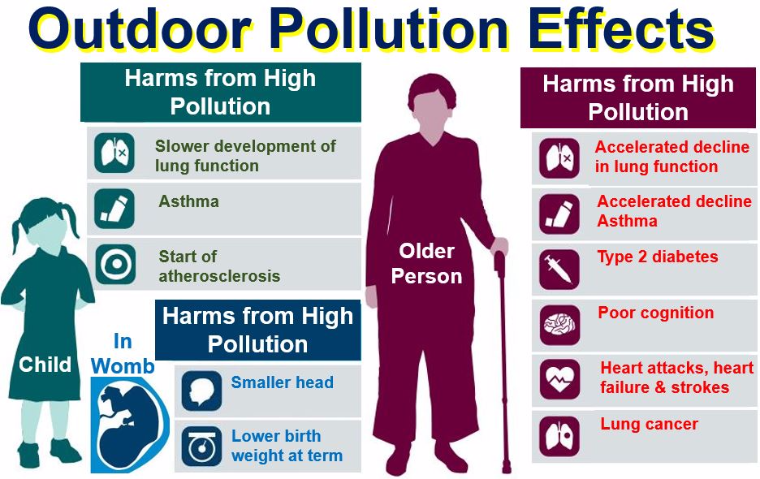 Outdoor Pollution Effects
Harms from High
Pollution
Slower development of
lung function
Asthma
Start of
atherosclerosis
Child
In
Womb
Harms from High
Pollution
Smaller head
Lower birth
weight at term
Older
Person
Harms from High
Pollution
Accelerated decline
in lung function
Accelerated decline
Asthma
Type 2 diabetes
Poor cognition
Heart attacks, heart
failure & strokes
Lung cancer